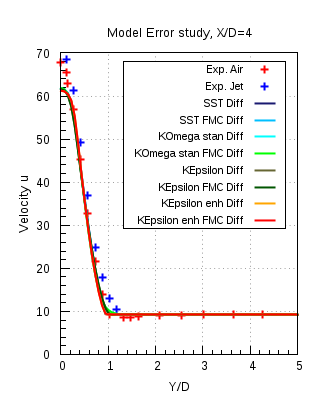 Model Error study, X/D=4
70
60
50
40
30
20
10
0
Velocity u
Exp. Air
Exp. Jet
SST Diff
SST FMC Diff
KOmega stan Diff
KOmega stan FMC Diff
KEpsilon Diff
KEpsilon FMC Diff
KEpsilon enh Diff
KEpsilon enh FMC Diff
0 1 2 3 4 5
Y/D